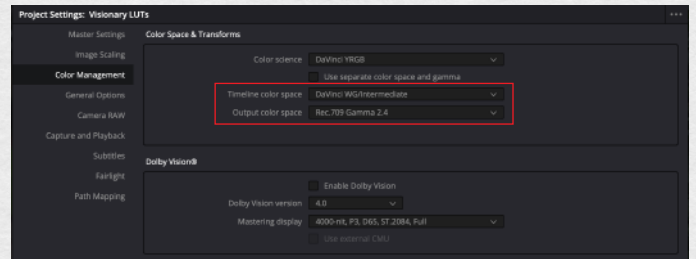 Project Settings: Visionary LUTs
Master Settings
Image Scaling
Color Management
General Options
Camera RAW
Capture and Playback
Subtitles
Fairlight
Path Mapping
Color Space & Transforms
Color science DaVinci YRGB
Use separate color space and gamma
Timeline color space DaVinci WG/Intermediate
Output color space Rec.709 Gamma 2.4
Dolby Vision®
Enable Dolby Vision
Dolby Vision version 4.0
Mastering display 4000-nit, P3, D65, ST.2084, Full
Use external CMU